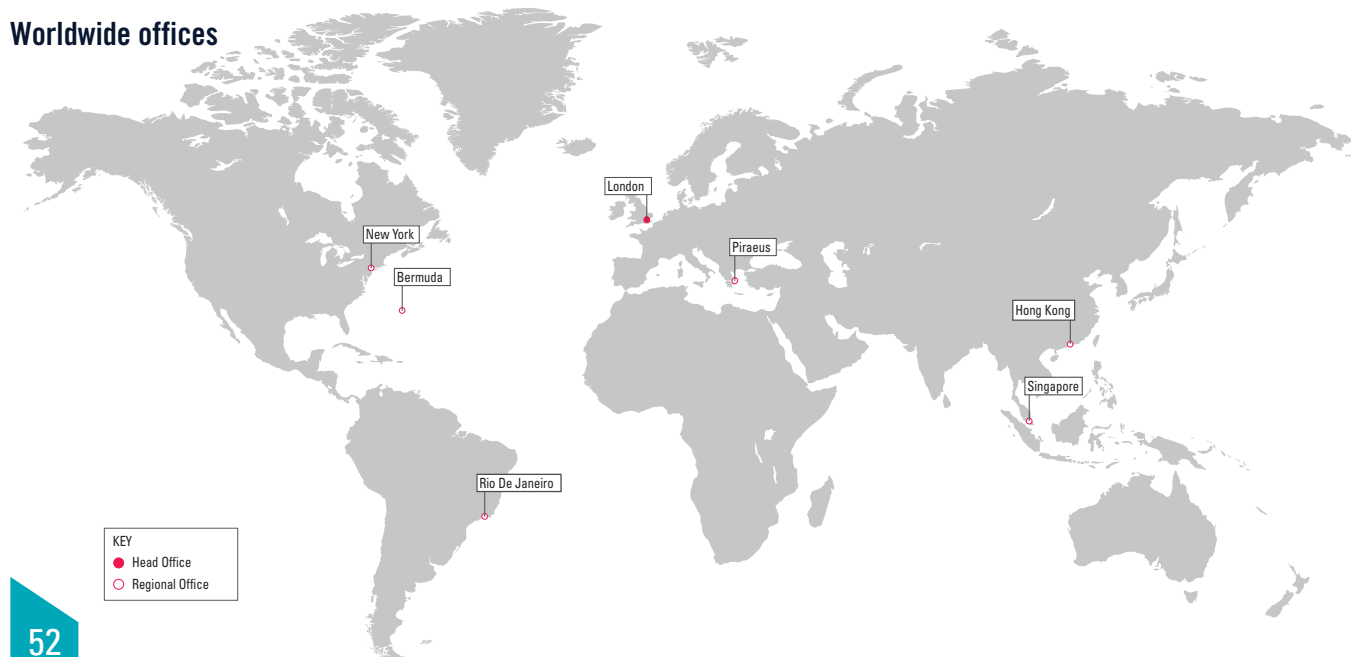 Worldwide offices
London
New York
Piraeus
Bermuda
Hong Kong
Singapore
Rio De Janeiro
KEY
Head Office
Regional Office
52